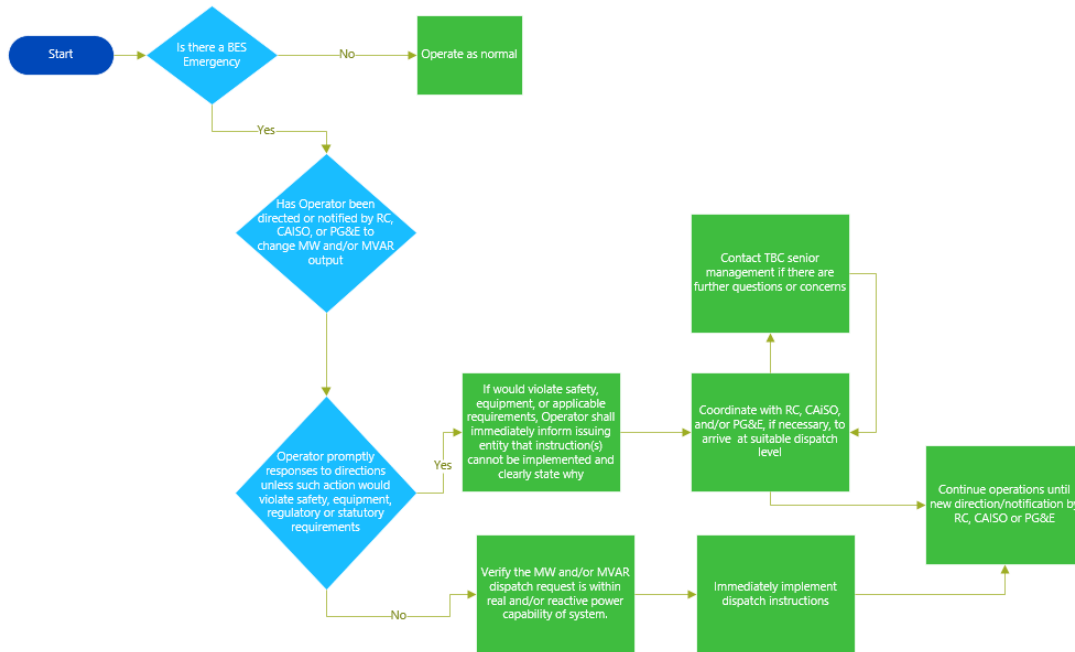 Start
Is there a BES
Emergency
No
Operate as normal
Yes
Has Operator been
directed or notified by RC,
CAISO, or PG&E to
change MW and/or MVAR
output
Contact TBC senior
management if there are
further questions or concerns
Operator promptly
responses to directions
unless such action would
violate safety, equipment,
regulatory or statutory
requirements
Yes
If would violate safety,
equipment, or applicable
requirements, Operator shall
immediately inform issuing
entity that instruction(s)
cannot be implemented and
clearly state why
Coordinate with RC, CAiSO,
and/or PG&E, if necessary, to
arrive at suitable dispatch
level
Continue operations until
new direction/notification by
RC, CAISO or PG&E
No
Verify the MW and/or MVAR
dispatch request is within
real and/or reactive power
capability of system.
Immediately implement
dispatch instructions